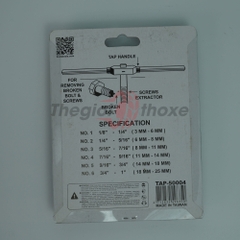 TAP HANDLE
FOR
REMOVING
BROKEN
BOLT &
SCREWS
SCREWS
EXTRACTOR
BROKEN
BOLT
Thegioithoxe.com
SPECIFICATION
NO. 1 1/8" - 1/4" ( 3 MM - 6 MM )
NO. 2 1/4" - 5/16" ( 6 MM - 8 MM )
NO. 3 5/16" - 7/16" ( 8 MM - 11 MM )
NO. 4 7/16" - 9/16" ( 11 MM - 14 MM )
NO. 5 9/16" - 3/4" ( 14 MM - 18 MM )
NO. 6 3/4" - 1" ( 18 MM - 25 MM )
TAP-50004
MADE IN TAIWAN